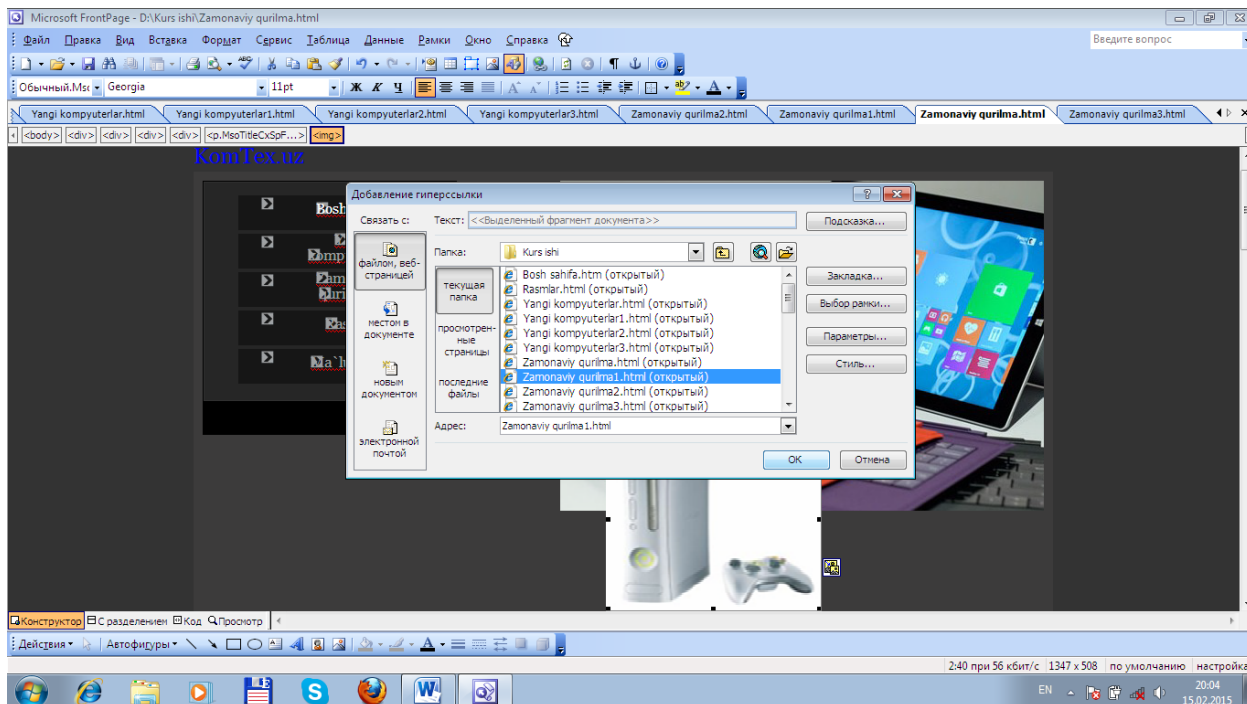 Microsoft FrontPage - D:\Kurs ishi\Zamonaviy qurilma.html
Файл Правка Вид Вставка Формат Сервис Таблица Данные Рамки Окно Справка
Введите вопрос
Обычный.Msc Georgia 11pt Ж К Ч
Yangi kompyuterlar.html Yangi kompyuterlar1.html Yangi kompyuterlar2.html Yangi kompyuterlar3.html Zamonaviy qurilma2.html Zamonaviy qurilma1.html Zamonaviy qurilma.html Zamonaviy qurilma3.html
<body> <div> <div> <div> <div> <p.MsoTitleCxSpF...> <img>
KomTex.uz
Добавление гиперссылки
Связать с:
Текст: <<Выделенный фрагмент документа>>
Подсказка...
файлом, веб-страницей
местом в документе
новым документом
электронной почтой
Папка: Kurs ishi
текущая папка
просмотрен-ные страницы
последние файлы
Bosh sahifa.htm (открытый)
Rasmlar.html (открытый)
Yangi kompyuterlar.html (открытый)
Yangi kompyuterlar1.html (открытый)
Yangi kompyuterlar2.html (открытый)
Yangi kompyuterlar3.html (открытый)
Zamonaviy qurilma.html (открытый)
Zamonaviy qurilma1.html (открытый)
Zamonaviy qurilma2.html (открытый)
Zamonaviy qurilma3.html (открытый)
Адрес: Zamonaviy qurilma1.html
Закладка...
Выбор рамки...
Параметры...
Стиль...
OK Отмена
Конструктор С разделением Код Просмотр
Действия Автофигуры
2:40 при 56 кбит/с 1347 x 508 по умолчанию настройка
EN 20:04
15.02.2015